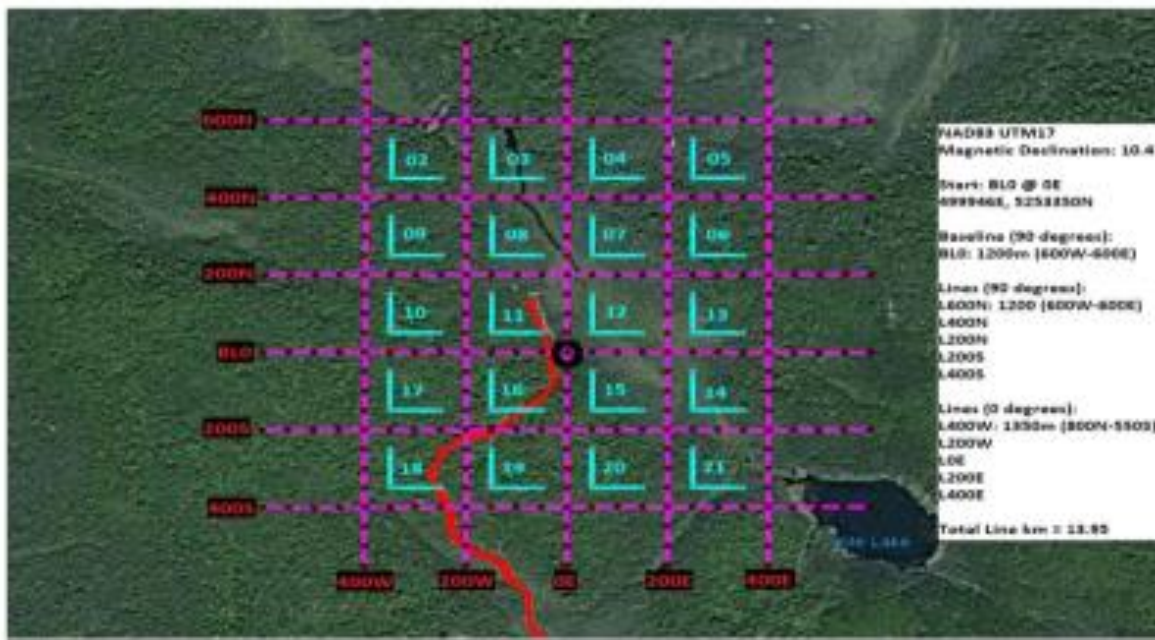 600N
02 03 04 05
400N
09 08 07 06
200N
10 11 12 13
BL0
17 16 15 14
200S
18 19 20 21
400S
400W 200W 0E 200E 400E
NAD83 UTM17
Magnetic Declination: 10.4
Start: BL0 @ 0E
499946E, 5253350N
Baseline (90 degrees):
BL0: 1200m (600W-600E)
Lines (90 degrees):
L600N: 1200 (600W-600E)
L400N
L200N
L200S
L400S
Lines (0 degrees):
L400W: 1350m (800N-550S)
L200W
L0E
L200E
L400E
Total Line km = 13.95
Lake